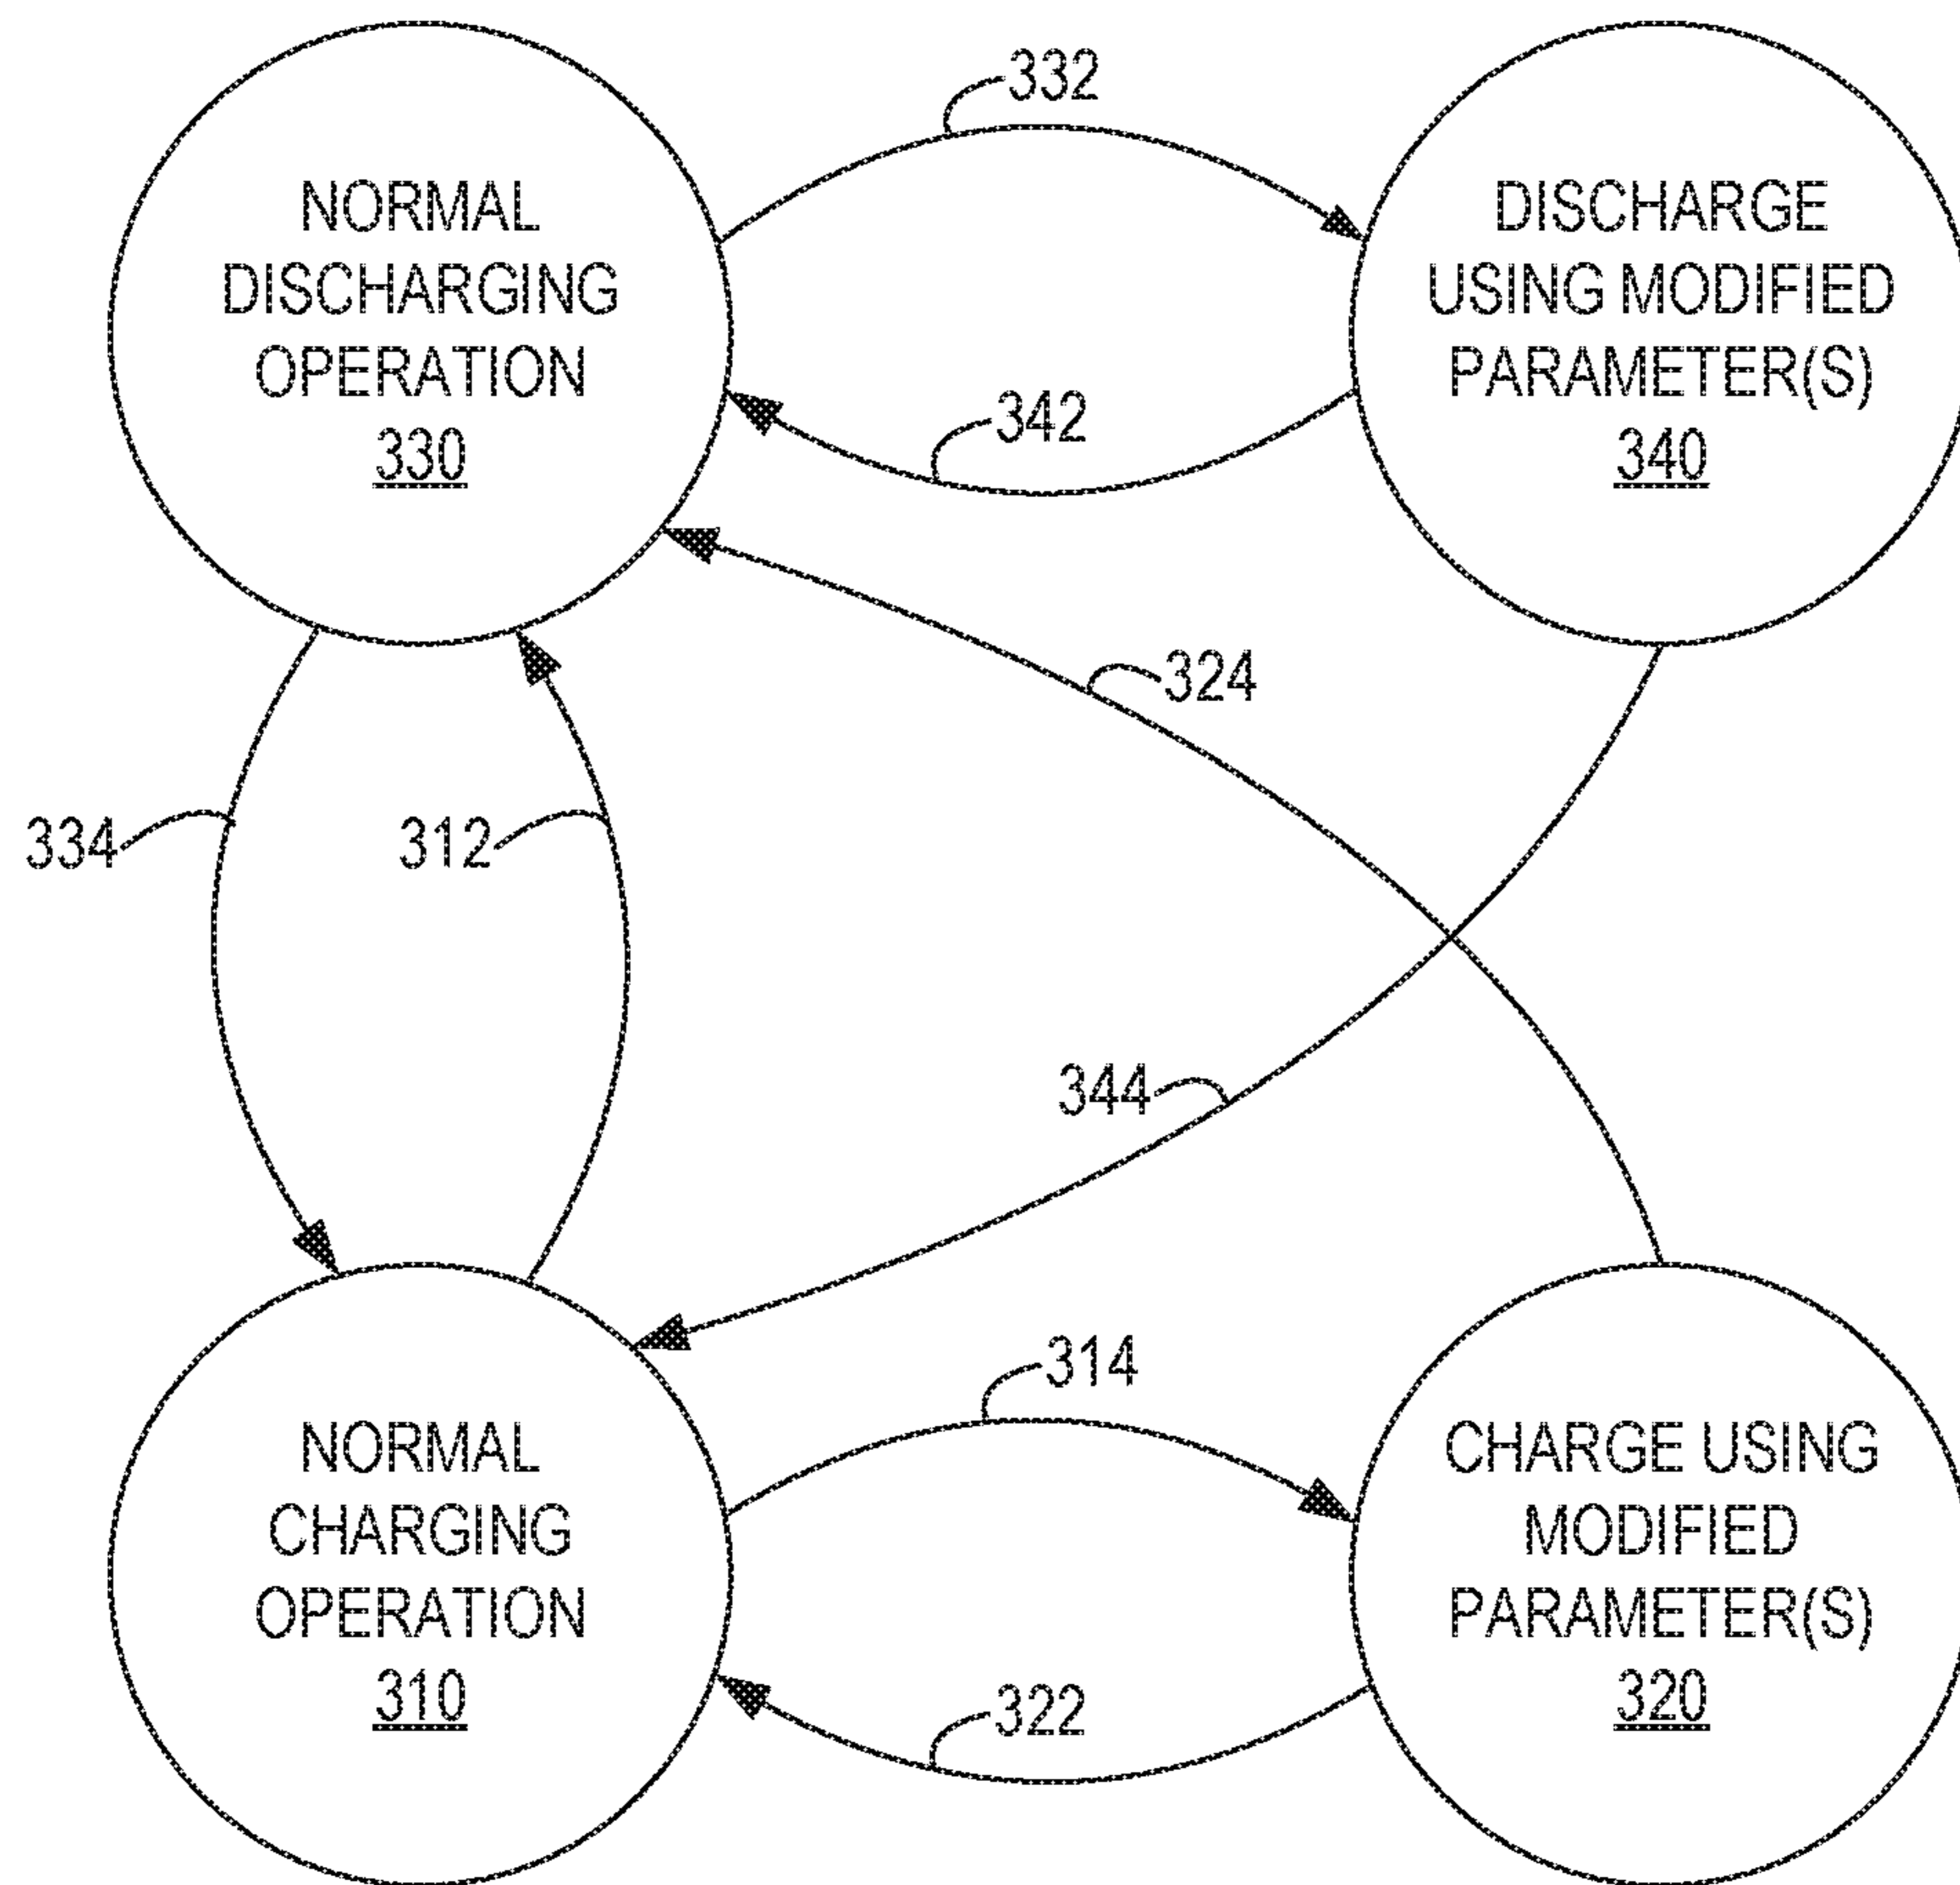 332
NORMAL
DISCHARGING
OPERATION
330
DISCHARGE
USING MODIFIED
PARAMETER(S)
340
342
324
334
312
344
314
NORMAL
CHARGING
OPERATION
310
CHARGE USING
MODIFIED
PARAMETER(S)
320
322